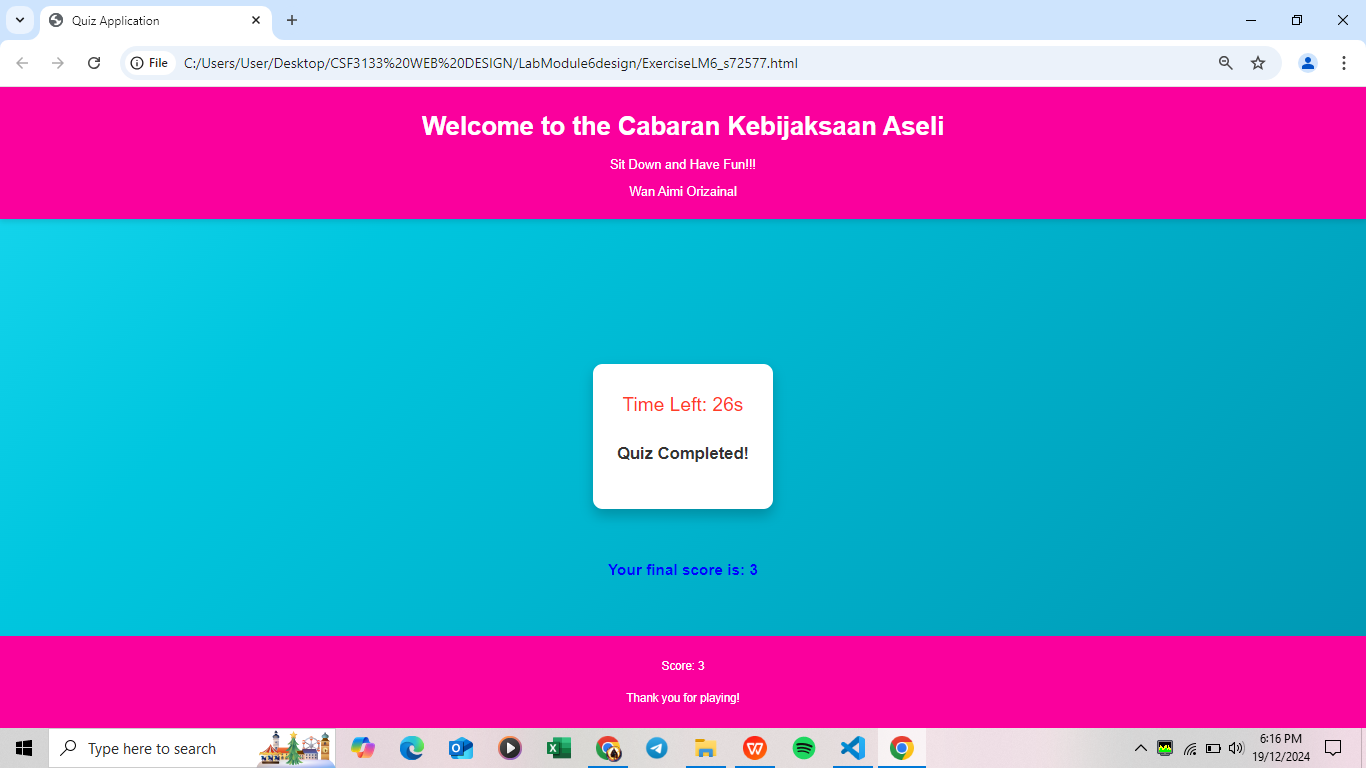 Quiz Application
File
C:/Users/User/Desktop/CSF3133%20WEB%20DESIGN/LabModule6design/ExerciseLM6_s72577.html
Welcome to the Cabaran Kebijaksaan Aseli
Sit Down and Have Fun!!!
Wan Aimi Orizainal
Time Left: 26s
Quiz Completed!
Your final score is: 3
Score: 3
Thank you for playing!
Type here to search
6:16 PM
19/12/2024